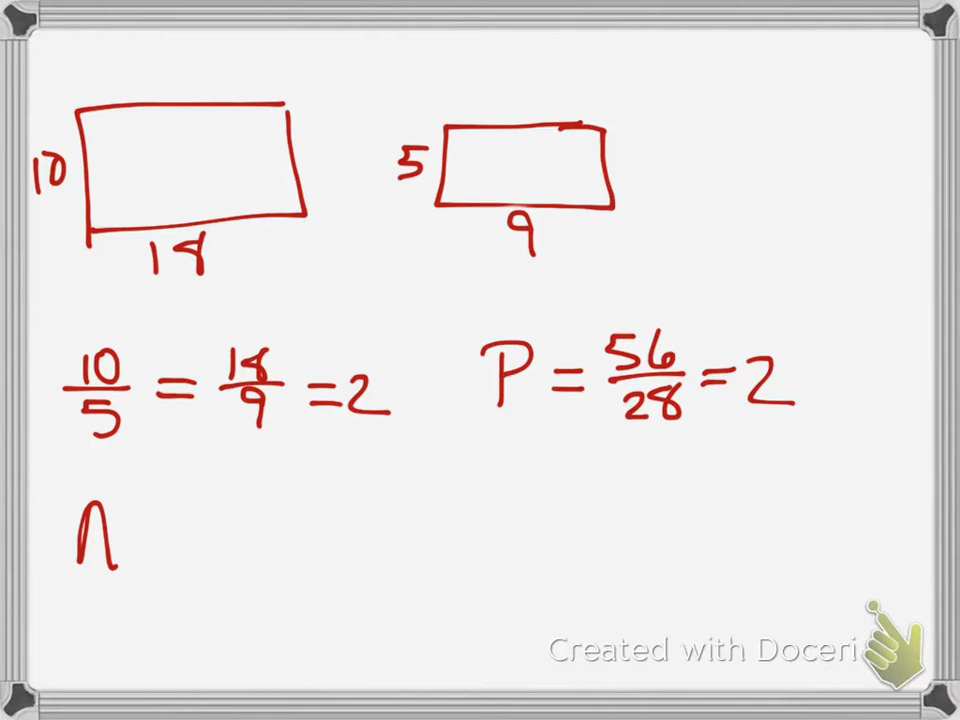 10 5
18 9
10/5 = 18/9 = 2 P = 56/28 = 2
Created with Doceri